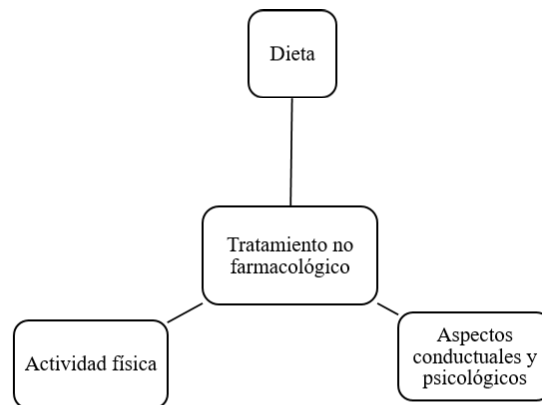 Dieta
Tratamiento no
farmacológico
Actividad física
Aspectos
conductuales y
psicológicos